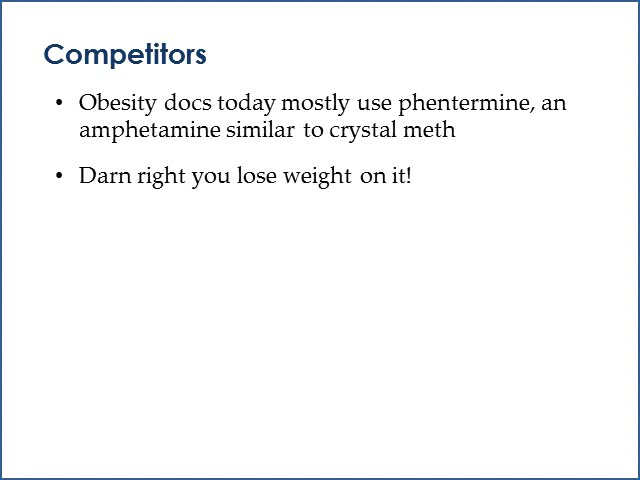 Competitors
• Obesity docs today mostly use phentermine, an
amphetamine similar to crystal meth
• Darn right you lose weight on it!